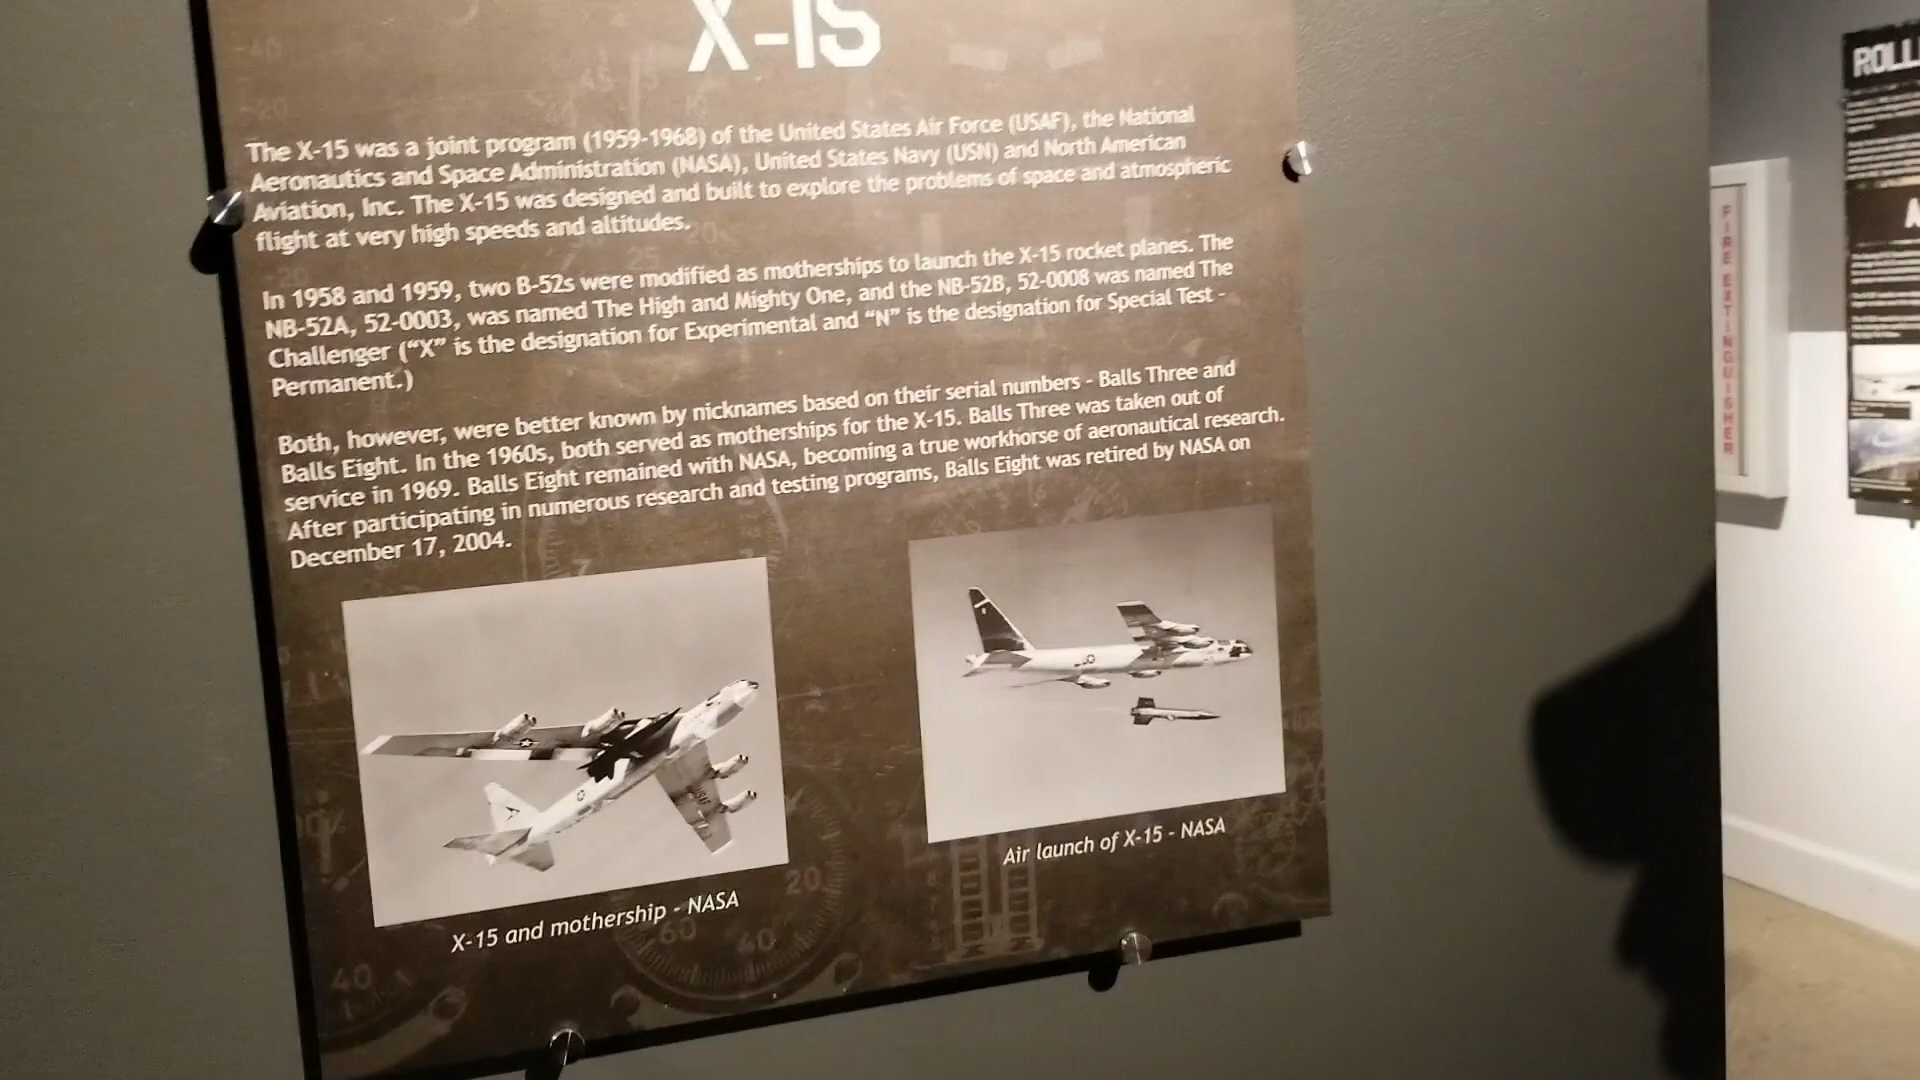 X-15
The X-15 was a joint program (1959-1968) of the United States Air Force (USAF), the National
Aeronautics and Space Administration (NASA), United States Navy (USN) and North American
Aviation, Inc. The X-15 was designed and built to explore the problems of space and atmospheric
flight at very high speeds and altitudes.
In 1958 and 1959, two B-52s were modified as motherships to launch the X-15 rocket planes. The
NB-52A, 52-0003, was named The High and Mighty One, and the NB-52B, 52-0008 was named The
Challenger ("X" is the designation for Experimental and "N" is the designation for Special Test -
Permanent.)
Both, however, were better known by nicknames based on their serial numbers - Balls Three and
Balls Eight. In the 1960s, both served as motherships for the X-15. Balls Three was taken out of
service in 1969. Balls Eight remained with NASA, becoming a true workhorse of aeronautical research.
After participating in numerous research and testing programs, Balls Eight was retired by NASA on
December 17, 2004.
X-15 and mothership - NASA
Air launch of X-15 - NASA
20
60
40
40
USAF
FIRE EXTINGUISHER
ROLL